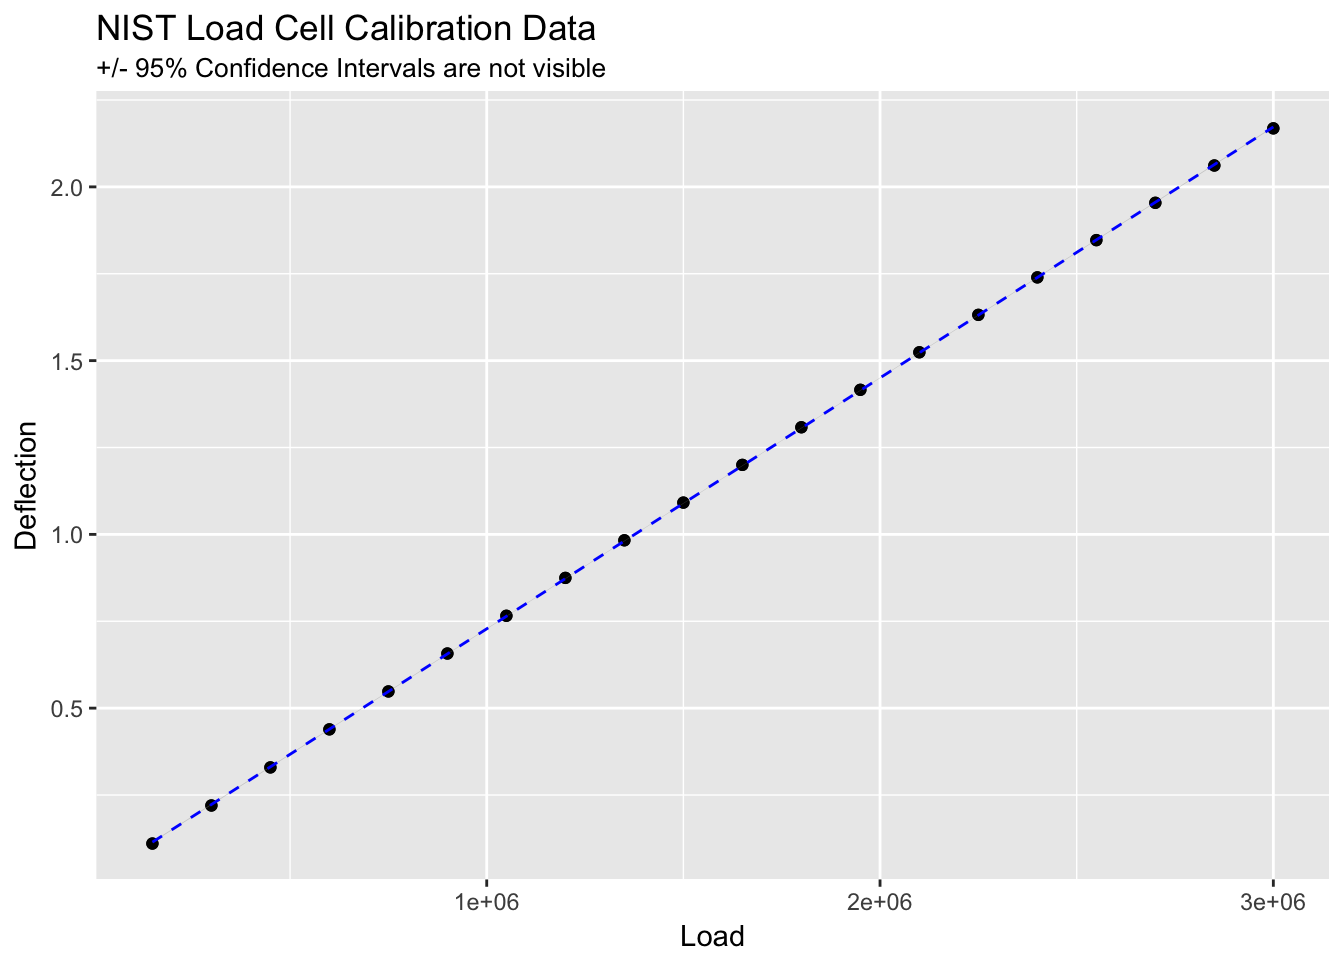 NIST Load Cell Calibration Data
+/- 95% Confidence Intervals are not visible
2.0
1.5
1.0
0.5
Deflection
1e+06 2e+06 3e+06
Load